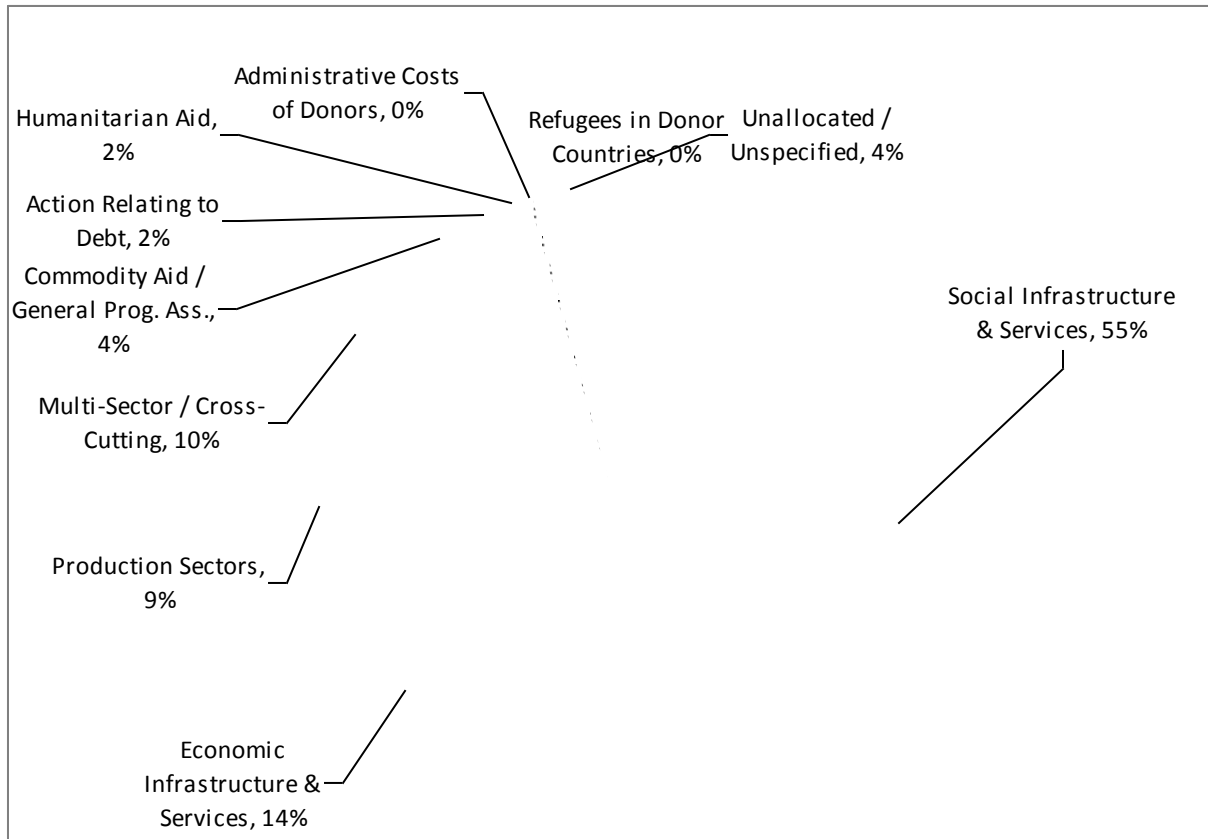 Administrative Costs
of Donors, 0%
Humanitarian Aid,
2%
Refugees in Donor
Countries, 0%
Unallocated /
Unspecified, 4%
Action Relating to
Debt, 2%
Commodity Aid /
General Prog. Ass.,
4%
Social Infrastructure
& Services, 55%
Multi-Sector / Cross-
Cutting, 10%
Production Sectors,
9%
Economic
Infrastructure &
Services, 14%